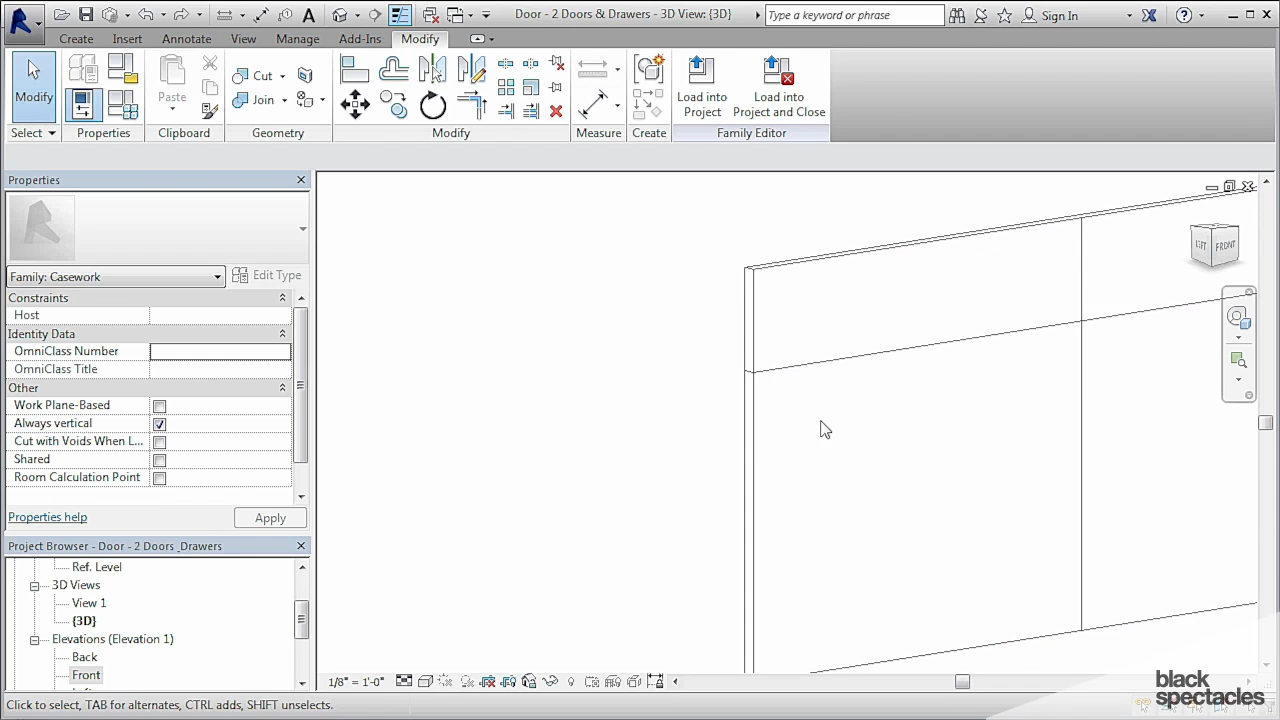 Door - 2 Doors & Drawers - 3D View: {3D}
Type a keyword or phrase
Sign In
Create Insert Annotate View Manage Add-Ins Modify
Modify
Paste
Cut
Join
Load into Project
Load into Project and Close
Select Properties Clipboard Geometry Modify Measure Create Family Editor
Properties
Family: Casework
Edit Type
Constraints
Host
Identity Data
OmniClass Number
OmniClass Title
Other
Work Plane-Based
Always vertical
Cut with Voids When L...
Shared
Room Calculation Point
Properties help
Apply
Project Browser - Door - 2 Doors _Drawers
Ref. Level
3D Views
View 1
{3D}
Elevations (Elevation 1)
Back
Front
LEFT FRONT
1/8" = 1'-0"
Click to select, TAB for alternates, CTRL adds, SHIFT unselects.
black
spectacles